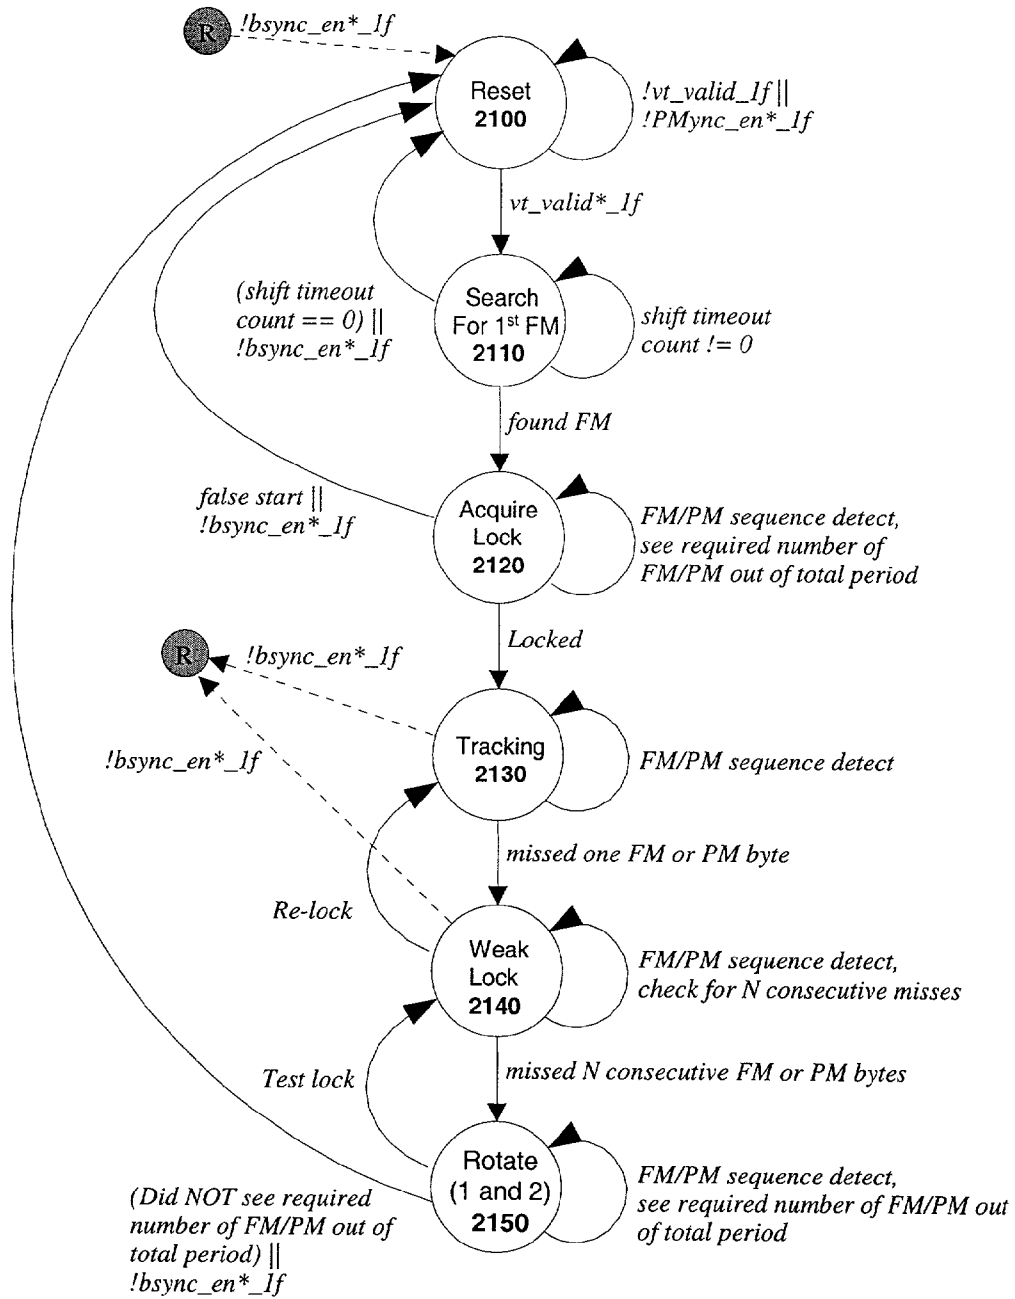 R
!bsync_en*_1f
Reset
2100
!vt_valid_1f ||
!PMync_en*_1f
vt_valid*_1f
(shift timeout
count == 0) ||
!bsync_en*_1f
Search
For 1st FM
2110
shift timeout
count != 0
found FM
false start ||
!bsync_en*_1f
Acquire
Lock
2120
FM/PM sequence detect,
see required number of
FM/PM out of total period
Locked
R
!bsync_en*_1f
!bsync_en*_1f
Tracking
2130
FM/PM sequence detect
missed one FM or PM byte
Re-lock
Weak
Lock
2140
FM/PM sequence detect,
check for N consecutive misses
Test lock
missed N consecutive FM or PM bytes
Rotate
(1 and 2)
2150
FM/PM sequence detect,
see required number of FM/PM out
of total period
(Did NOT see required
number of FM/PM out of
total period) ||
!bsync_en*_1f